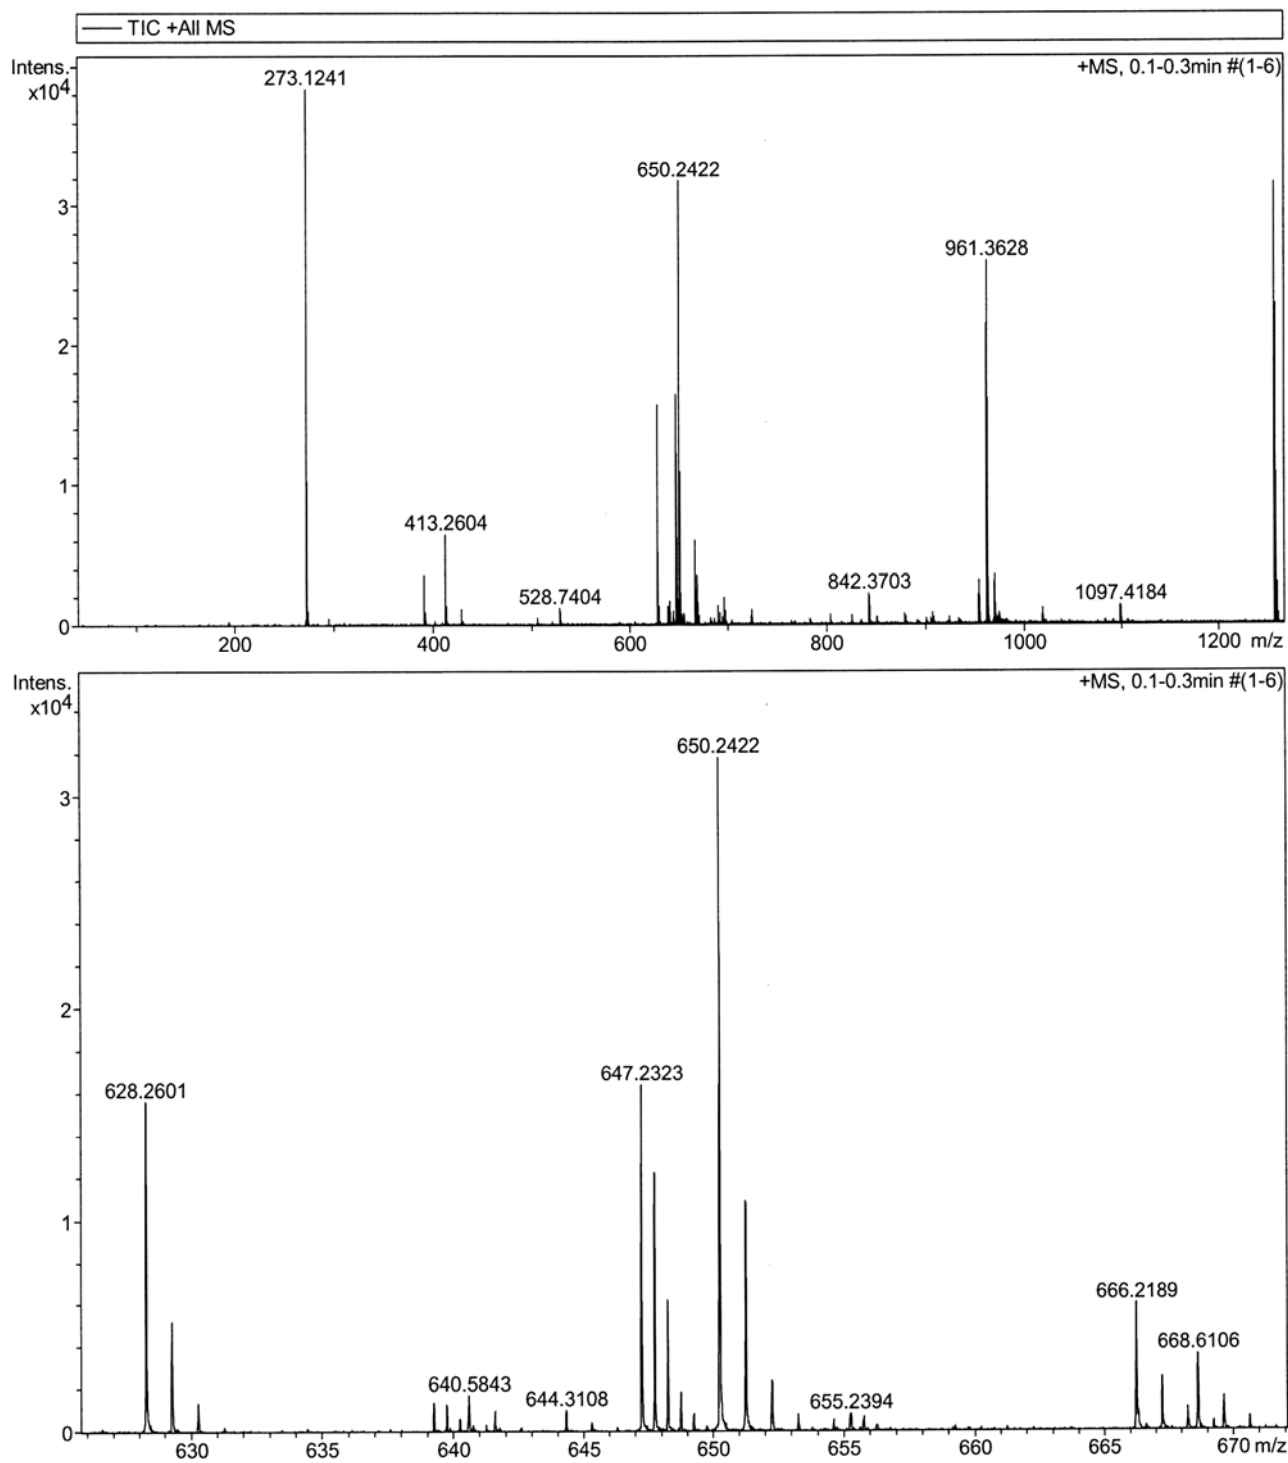 TIC +All MS
Intens.
x10⁴
+MS, 0.1-0.3min #(1-6)
273.1241
650.2422
3
961.3628
2
1
413.2604
528.7404
842.3703
1097.4184
0
200 400 600 800 1000 1200 m/z
Intens.
x10⁴
+MS, 0.1-0.3min #(1-6)
650.2422
3
2
628.2601
647.2323
1
666.2189
668.6106
640.5843
644.3108
655.2394
0
630 635 640 645 650 655 660 665 670 m/z